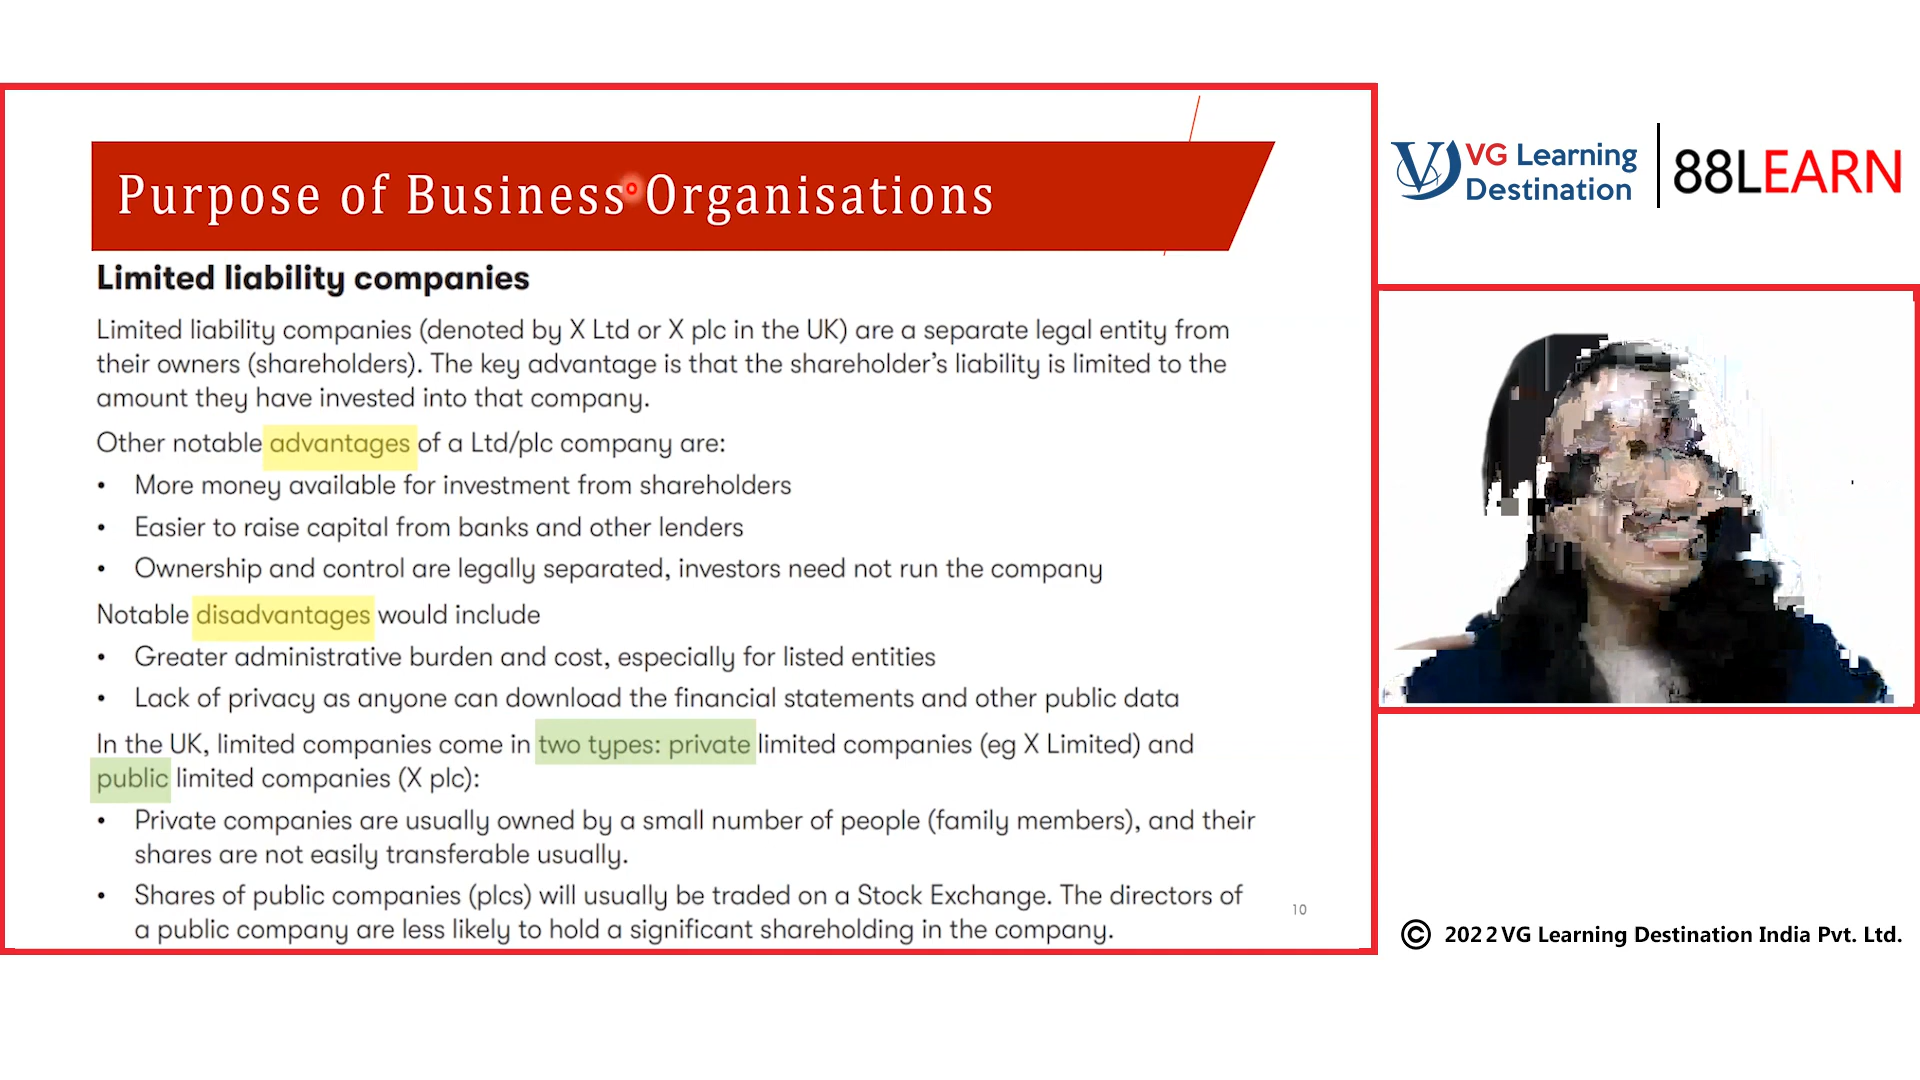 Purpose of Business Organisations
Limited liability companies
Limited liability companies (denoted by X Ltd or X plc in the UK) are a separate legal entity from
their owners (shareholders). The key advantage is that the shareholder's liability is limited to the
amount they have invested into that company.
Other notable advantages of a Ltd/plc company are:
• More money available for investment from shareholders
• Easier to raise capital from banks and other lenders
• Ownership and control are legally separated, investors need not run the company
Notable disadvantages would include
• Greater administrative burden and cost, especially for listed entities
• Lack of privacy as anyone can download the financial statements and other public data
In the UK, limited companies come in two types: private limited companies (eg X Limited) and
public limited companies (X plc):
• Private companies are usually owned by a small number of people (family members), and their
shares are not easily transferable usually.
• Shares of public companies (plcs) will usually be traded on a Stock Exchange. The directors of
a public company are less likely to hold a significant shareholding in the company.
10
VG Learning
Destination
88LEARN
© 2022 VG Learning Destination India Pvt. Ltd.